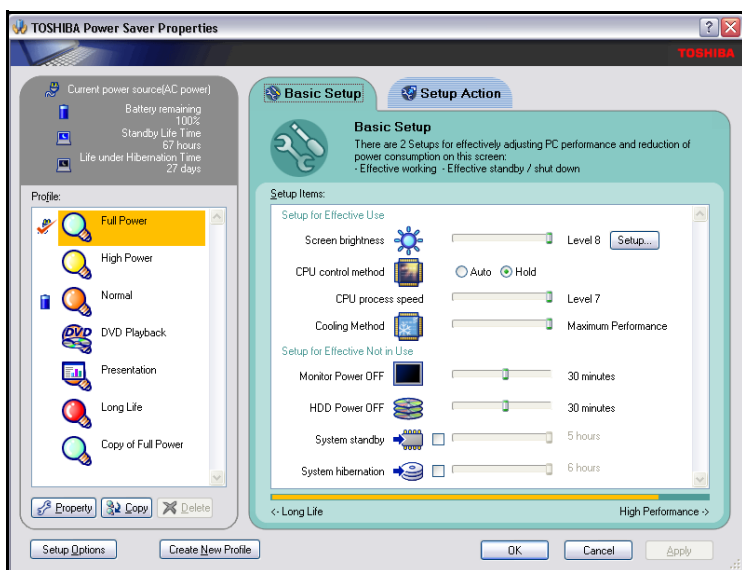 TOSHIBA Power Saver Properties
TOSHIBA
Current power source(AC power)
Battery remaining
100%
Standby Life Time
67 hours
Life under Hibernation Time
27 days
Profile:
Full Power
High Power
Normal
DVD
DVD Playback
Presentation
Long Life
Copy of Full Power
Property
Copy
Delete
Basic Setup
Setup Action
Basic Setup
There are 2 Setups for effectively adjusting PC performance and reduction of
power consumption on this screen:
- Effective working - Effective standby / shut down
Setup Items:
Setup for Effective Use
Screen brightness
Level 8
Setup...
CPU control method
Auto
Hold
CPU process speed
Level 7
Cooling Method
Maximum Performance
Setup for Effective Not in Use
Monitor Power OFF
30 minutes
HDD Power OFF
30 minutes
System standby
5 hours
System hibernation
6 hours
<- Long Life
High Performance ->
Setup Options
Create New Profile
OK
Cancel
Apply